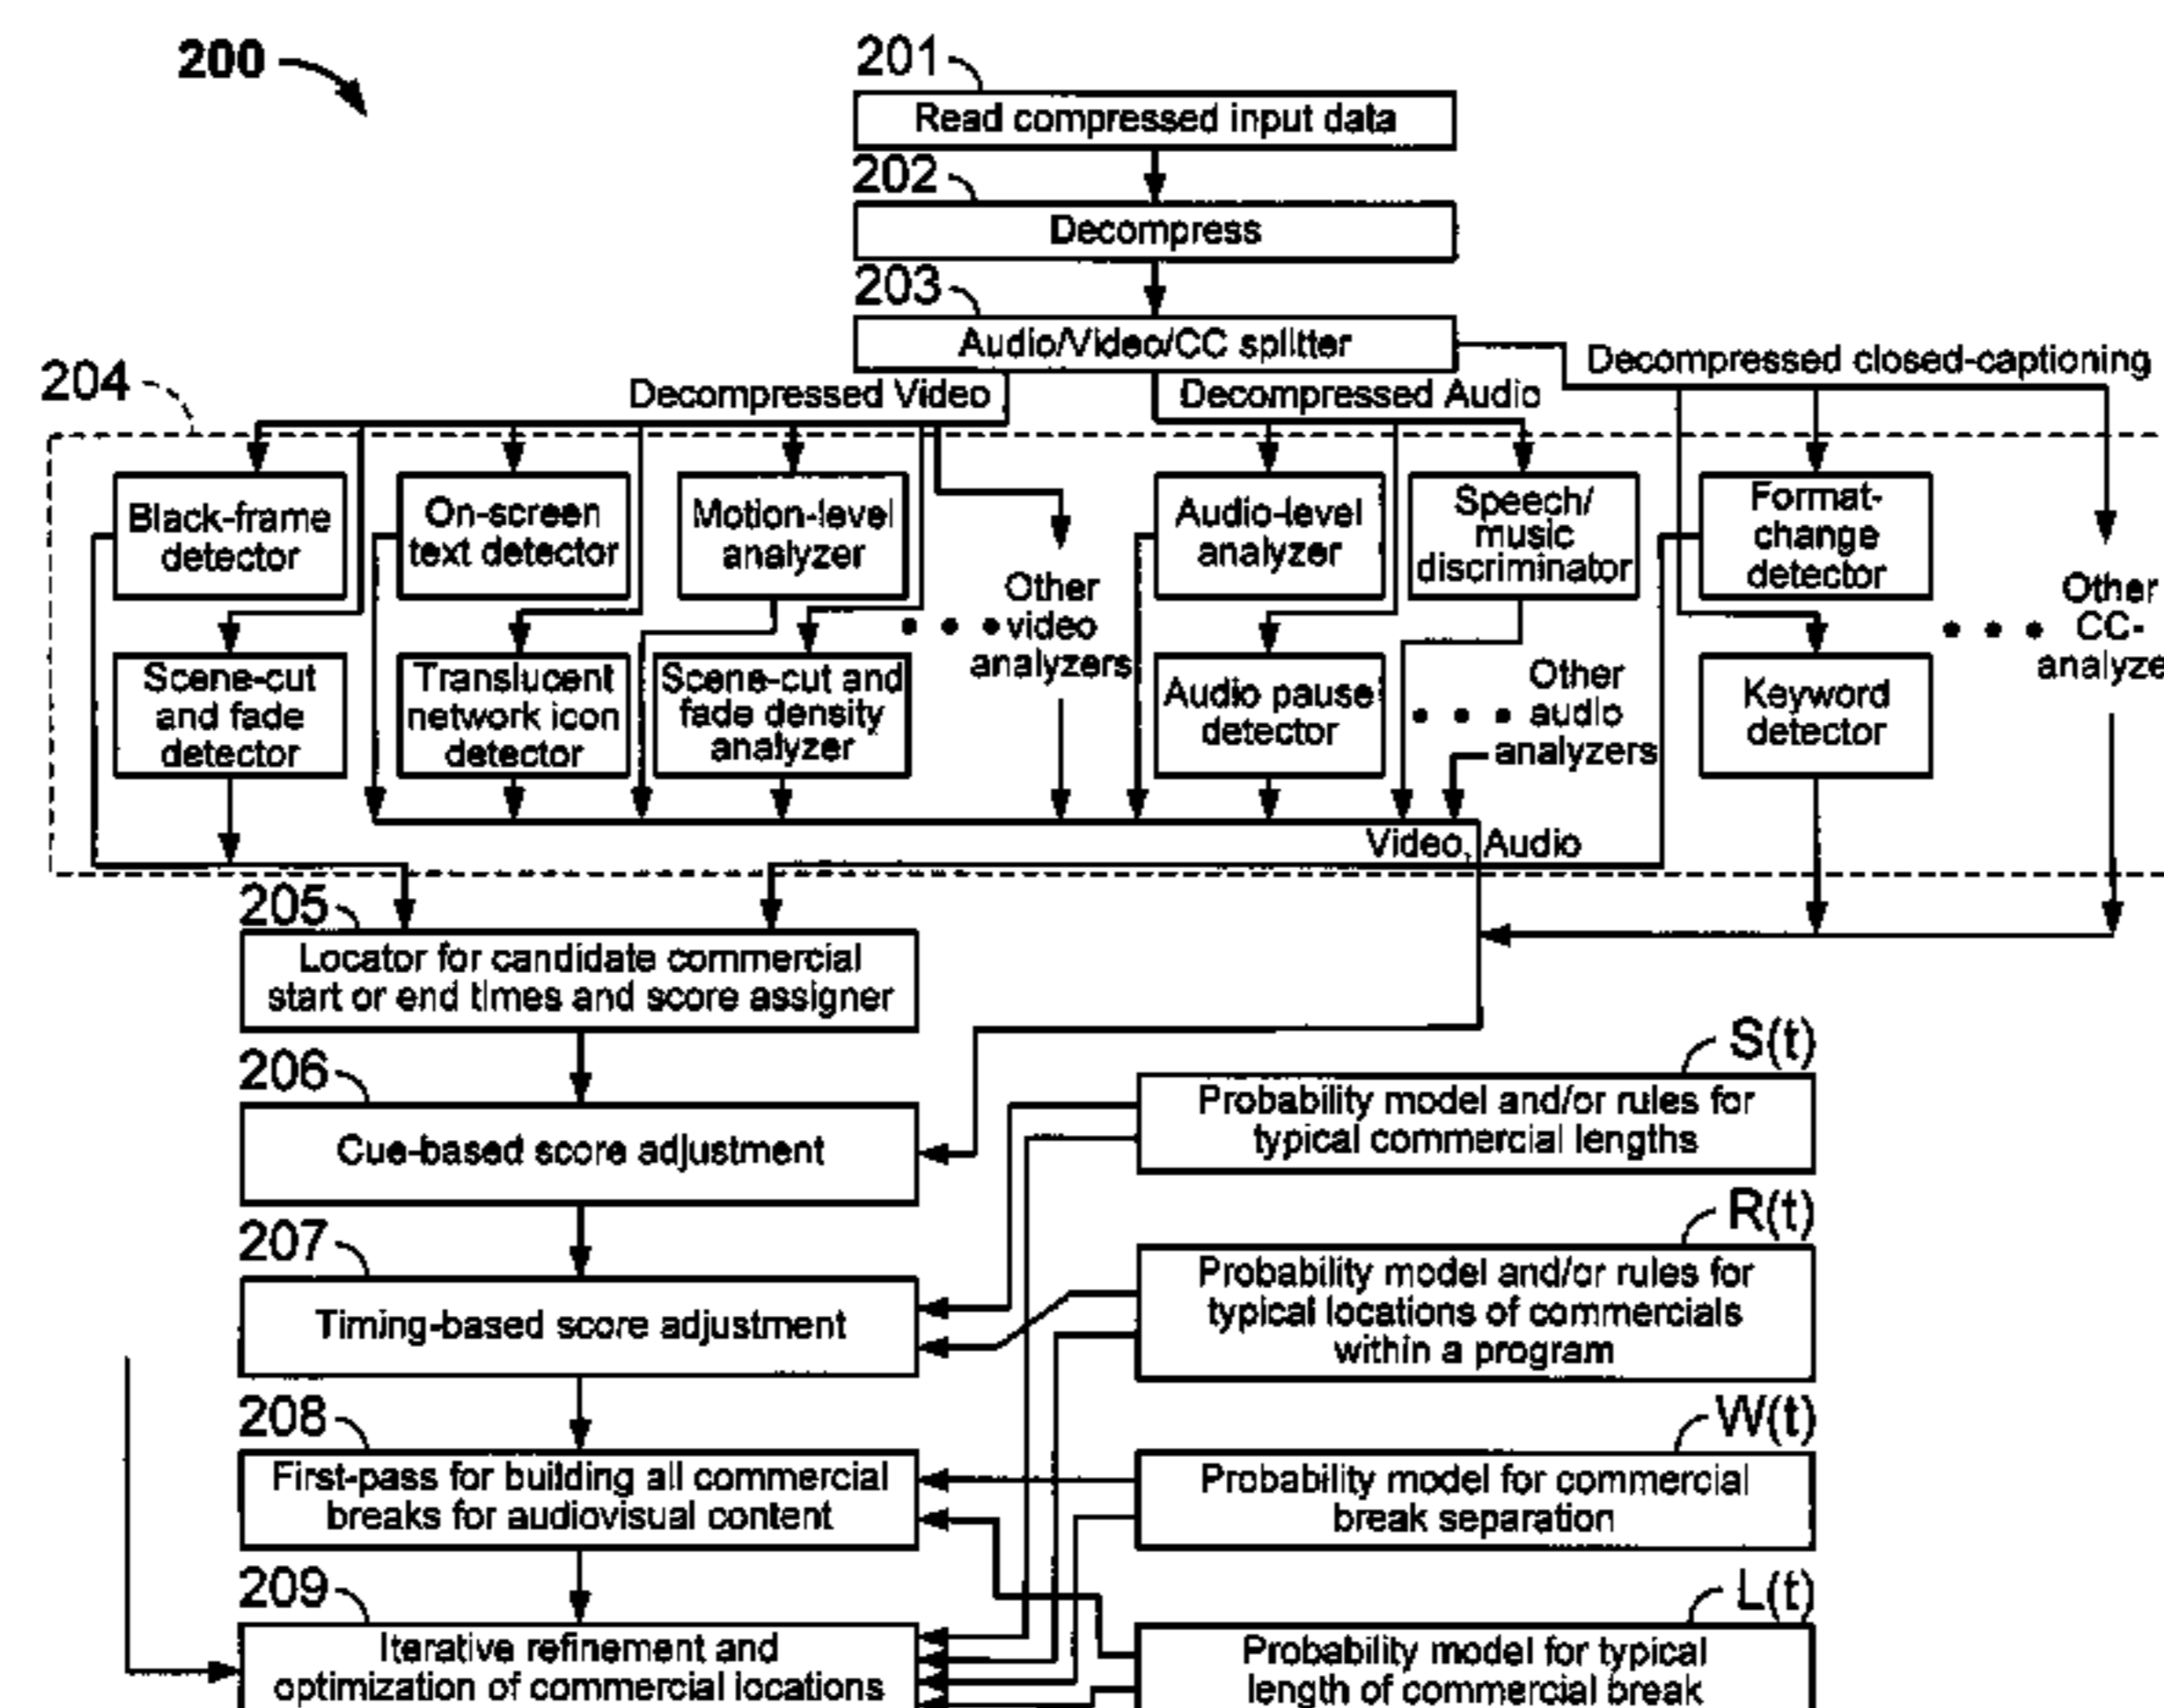 200
201
Read compressed input data
202
Decompress
203
Audio/Video/CC splitter
204
Decompressed Video
Decompressed Audio
Decompressed closed-captioning
Black-frame
detector
On-screen
text detector
Motion-level
analyzer
Other
video
analyzers
Audio-level
analyzer
Speech/
music
discriminator
Format-
change
detector
Other
CC-
analyze
Scene-cut
and fade
detector
Translucent
network icon
detector
Scene-cut and
fade density
analyzer
Audio pause
detector
Other
audio
analyzers
Keyword
detector
Video, Audio
205
Locator for candidate commercial
start or end times and score assigner
206
Cue-based score adjustment
S(t)
Probability model and/or rules for
typical commercial lengths
207
Timing-based score adjustment
R(t)
Probability model and/or rules for
typical locations of commercials
within a program
208
First-pass for building all commercial
breaks for audiovisual content
W(t)
Probability model for commercial
break separation
209
Iterative refinement and
optimization of commercial locations
L(t)
Probability model for typical
length of commercial break